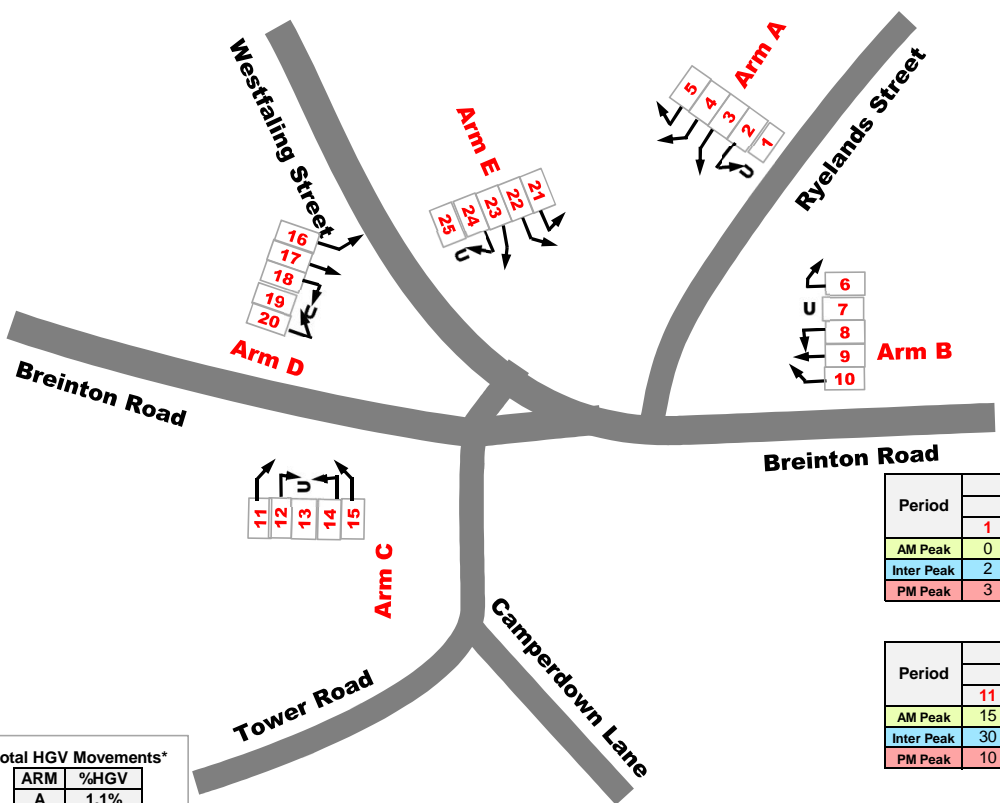 Westfaling Street
Arm E
21
22
23
24
25
U
Arm A
5
4
3
2
1
U
Ryelands Street
16
17
18
19
20
U
Arm D
6
U 7
8
9
10
Arm B
Breinton Road
Breinton Road
U
11
12
13
14
15
Arm C
Camperdown Lane
Tower Road
Period
1
AM Peak 0
Inter Peak 2
PM Peak 3
Period
11
AM Peak 15
Inter Peak 30
PM Peak 10
otal HGV Movements*
ARM %HGV
A 1.1%